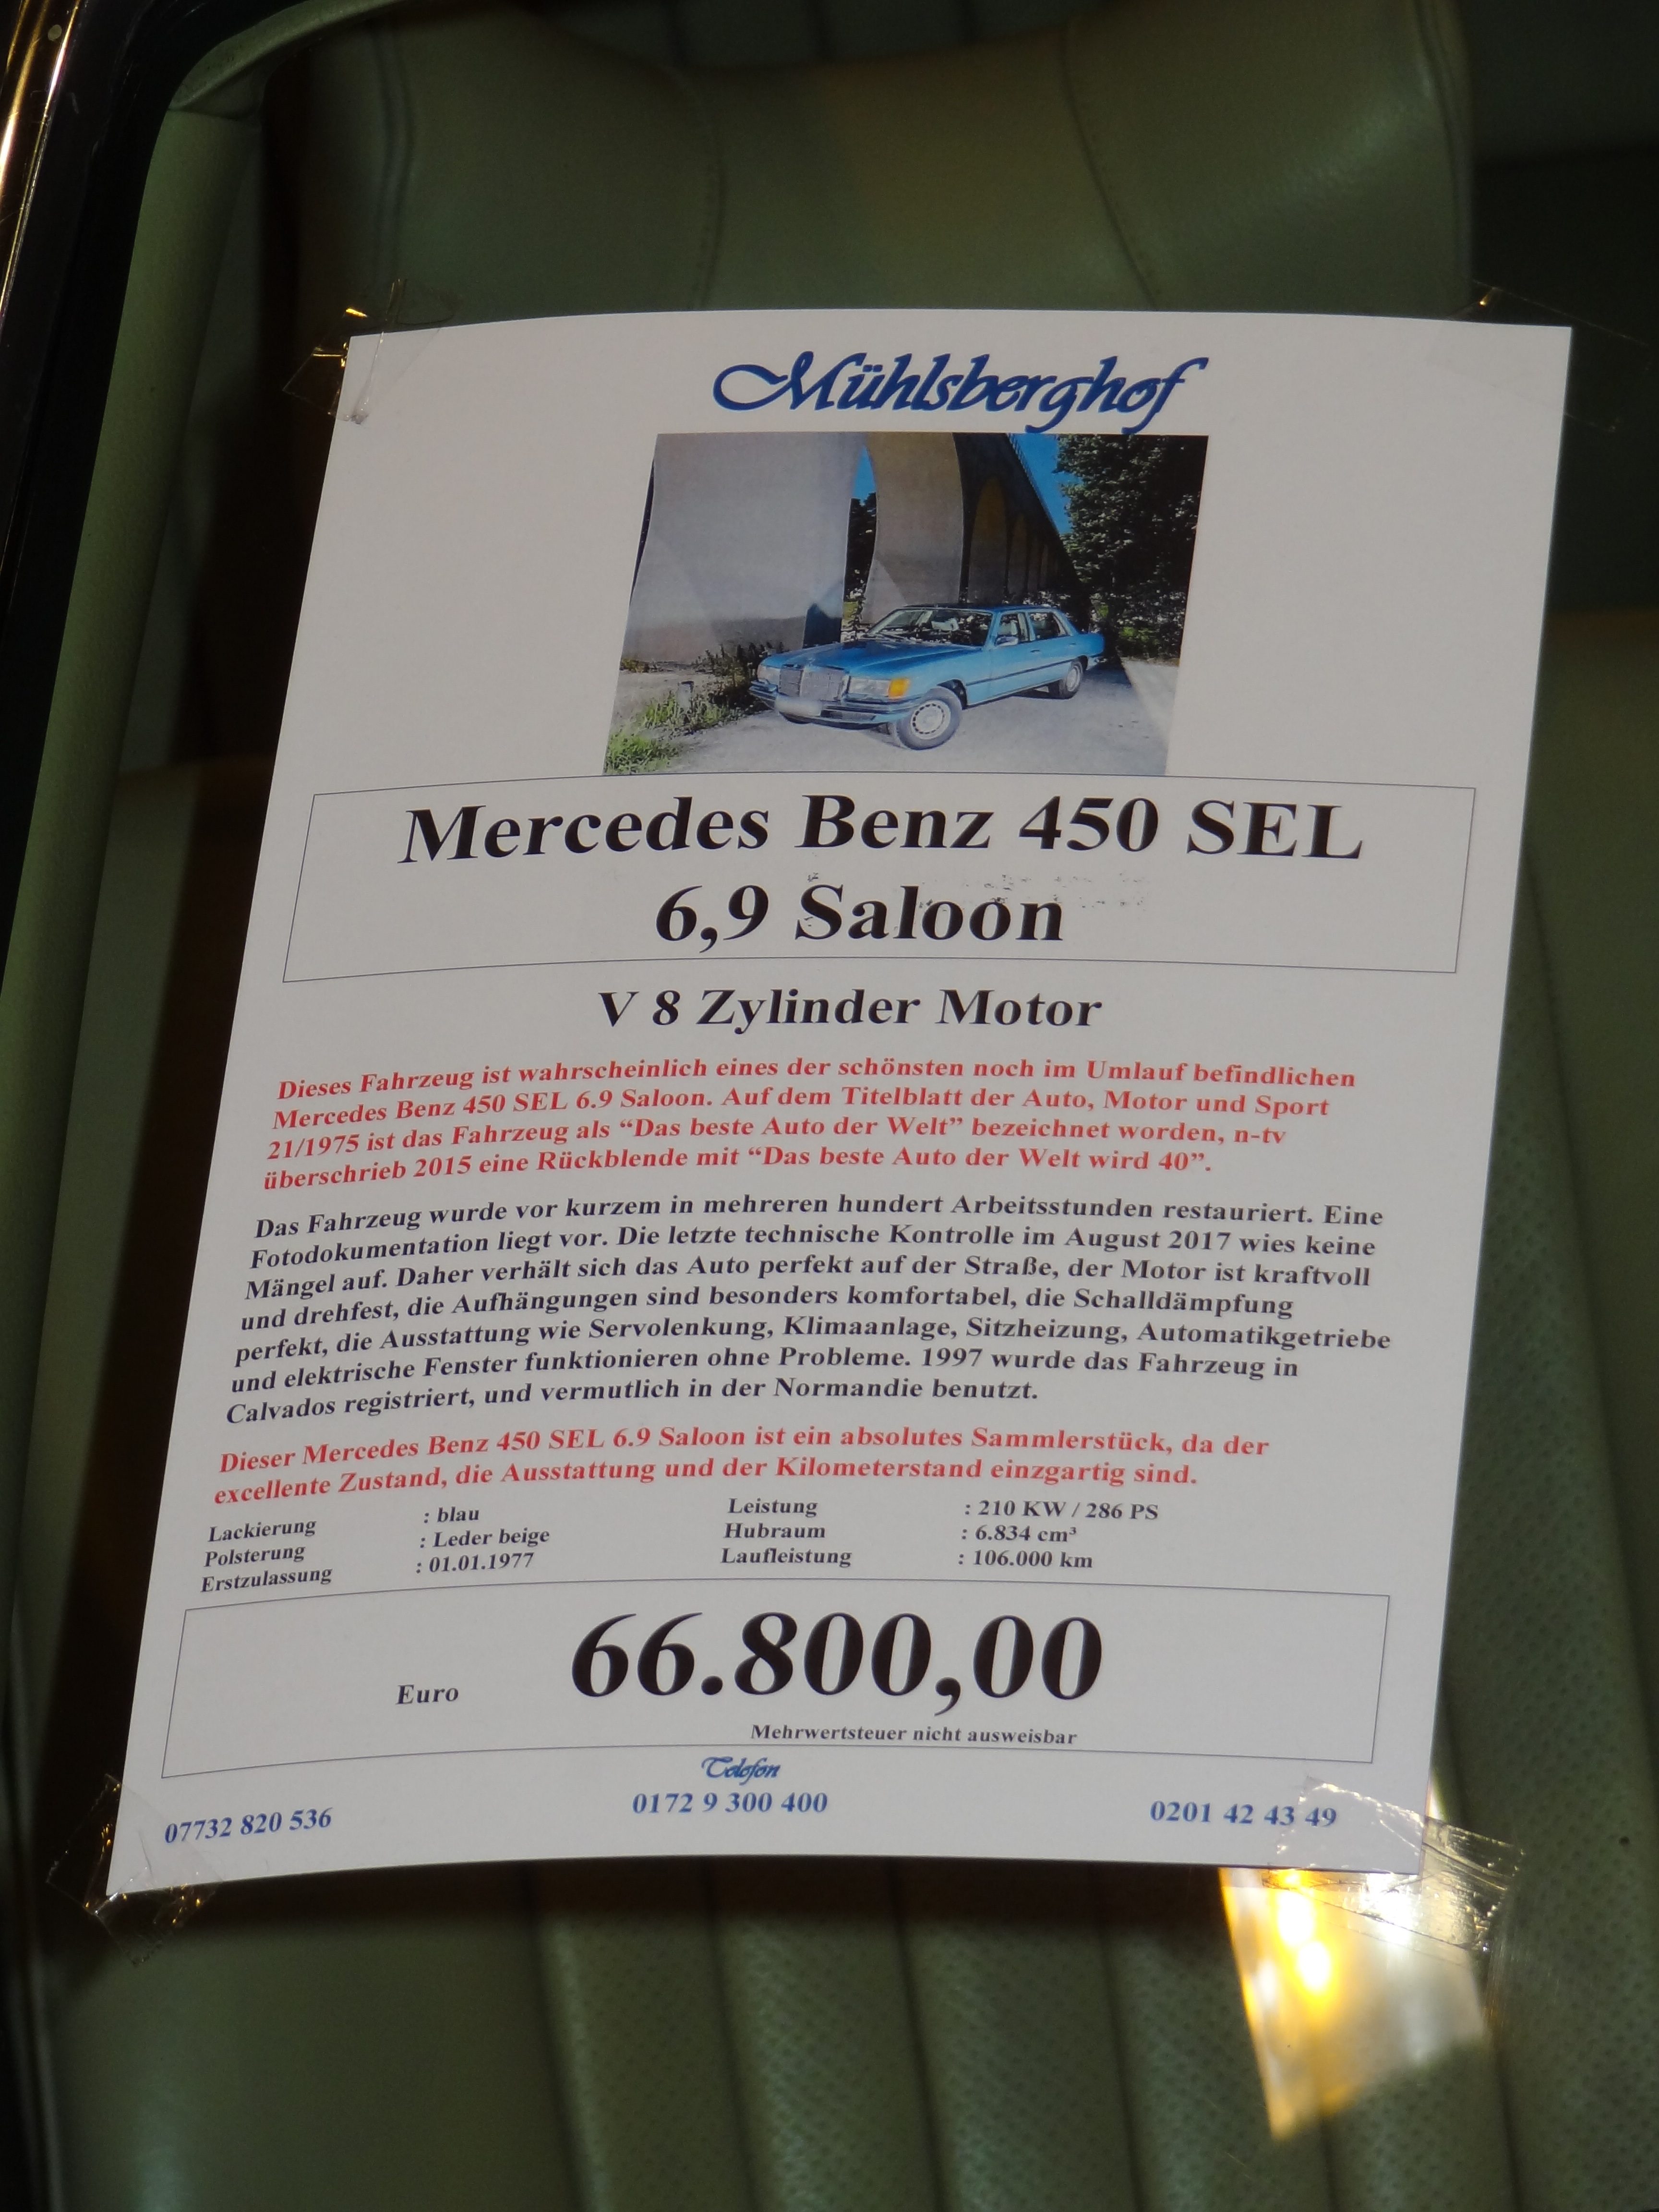 Mühlsberghof
Mercedes Benz 450 SEL
6,9 Saloon
V 8 Zylinder Motor
Dieses Fahrzeug ist wahrscheinlich eines der schönsten noch im Umlauf befindlichen
Mercedes Benz 450 SEL 6.9 Saloon. Auf dem Titelblatt der Auto, Motor und Sport
21/1975 ist das Fahrzeug als “Das beste Auto der Welt” bezeichnet worden, n-tv
überschrieb 2015 eine Rückblende mit “Das beste Auto der Welt wird 40”.
Das Fahrzeug wurde vor kurzem in mehreren hundert Arbeitsstunden restauriert. Eine
Fotodokumentation liegt vor. Die letzte technische Kontrolle im August 2017 wies keine
Mängel auf. Daher verhält sich das Auto perfekt auf der Straße, der Motor ist kraftvoll
und drehfest, die Aufhängungen sind besonders komfortabel, die Schalldämpfung
perfekt, die Ausstattung wie Servolenkung, Klimaanlage, Sitzheizung, Automatikgetriebe
und elektrische Fenster funktionieren ohne Probleme. 1997 wurde das Fahrzeug in
Calvados registriert, und vermutlich in der Normandie benutzt.
Dieser Mercedes Benz 450 SEL 6.9 Saloon ist ein absolutes Sammlerstück, da der
excellente Zustand, die Ausstattung und der Kilometerstand einzgartig sind.
Lackierung : blau Leistung : 210 KW / 286 PS
Polsterung : Leder beige Hubraum : 6.834 cm³
Erstzulassung : 01.01.1977 Laufleistung : 106.000 km
Euro 66.800,00
Mehrwertsteuer nicht ausweisbar
Telefon
07732 820 536 0172 9 300 400 0201 42 43 49